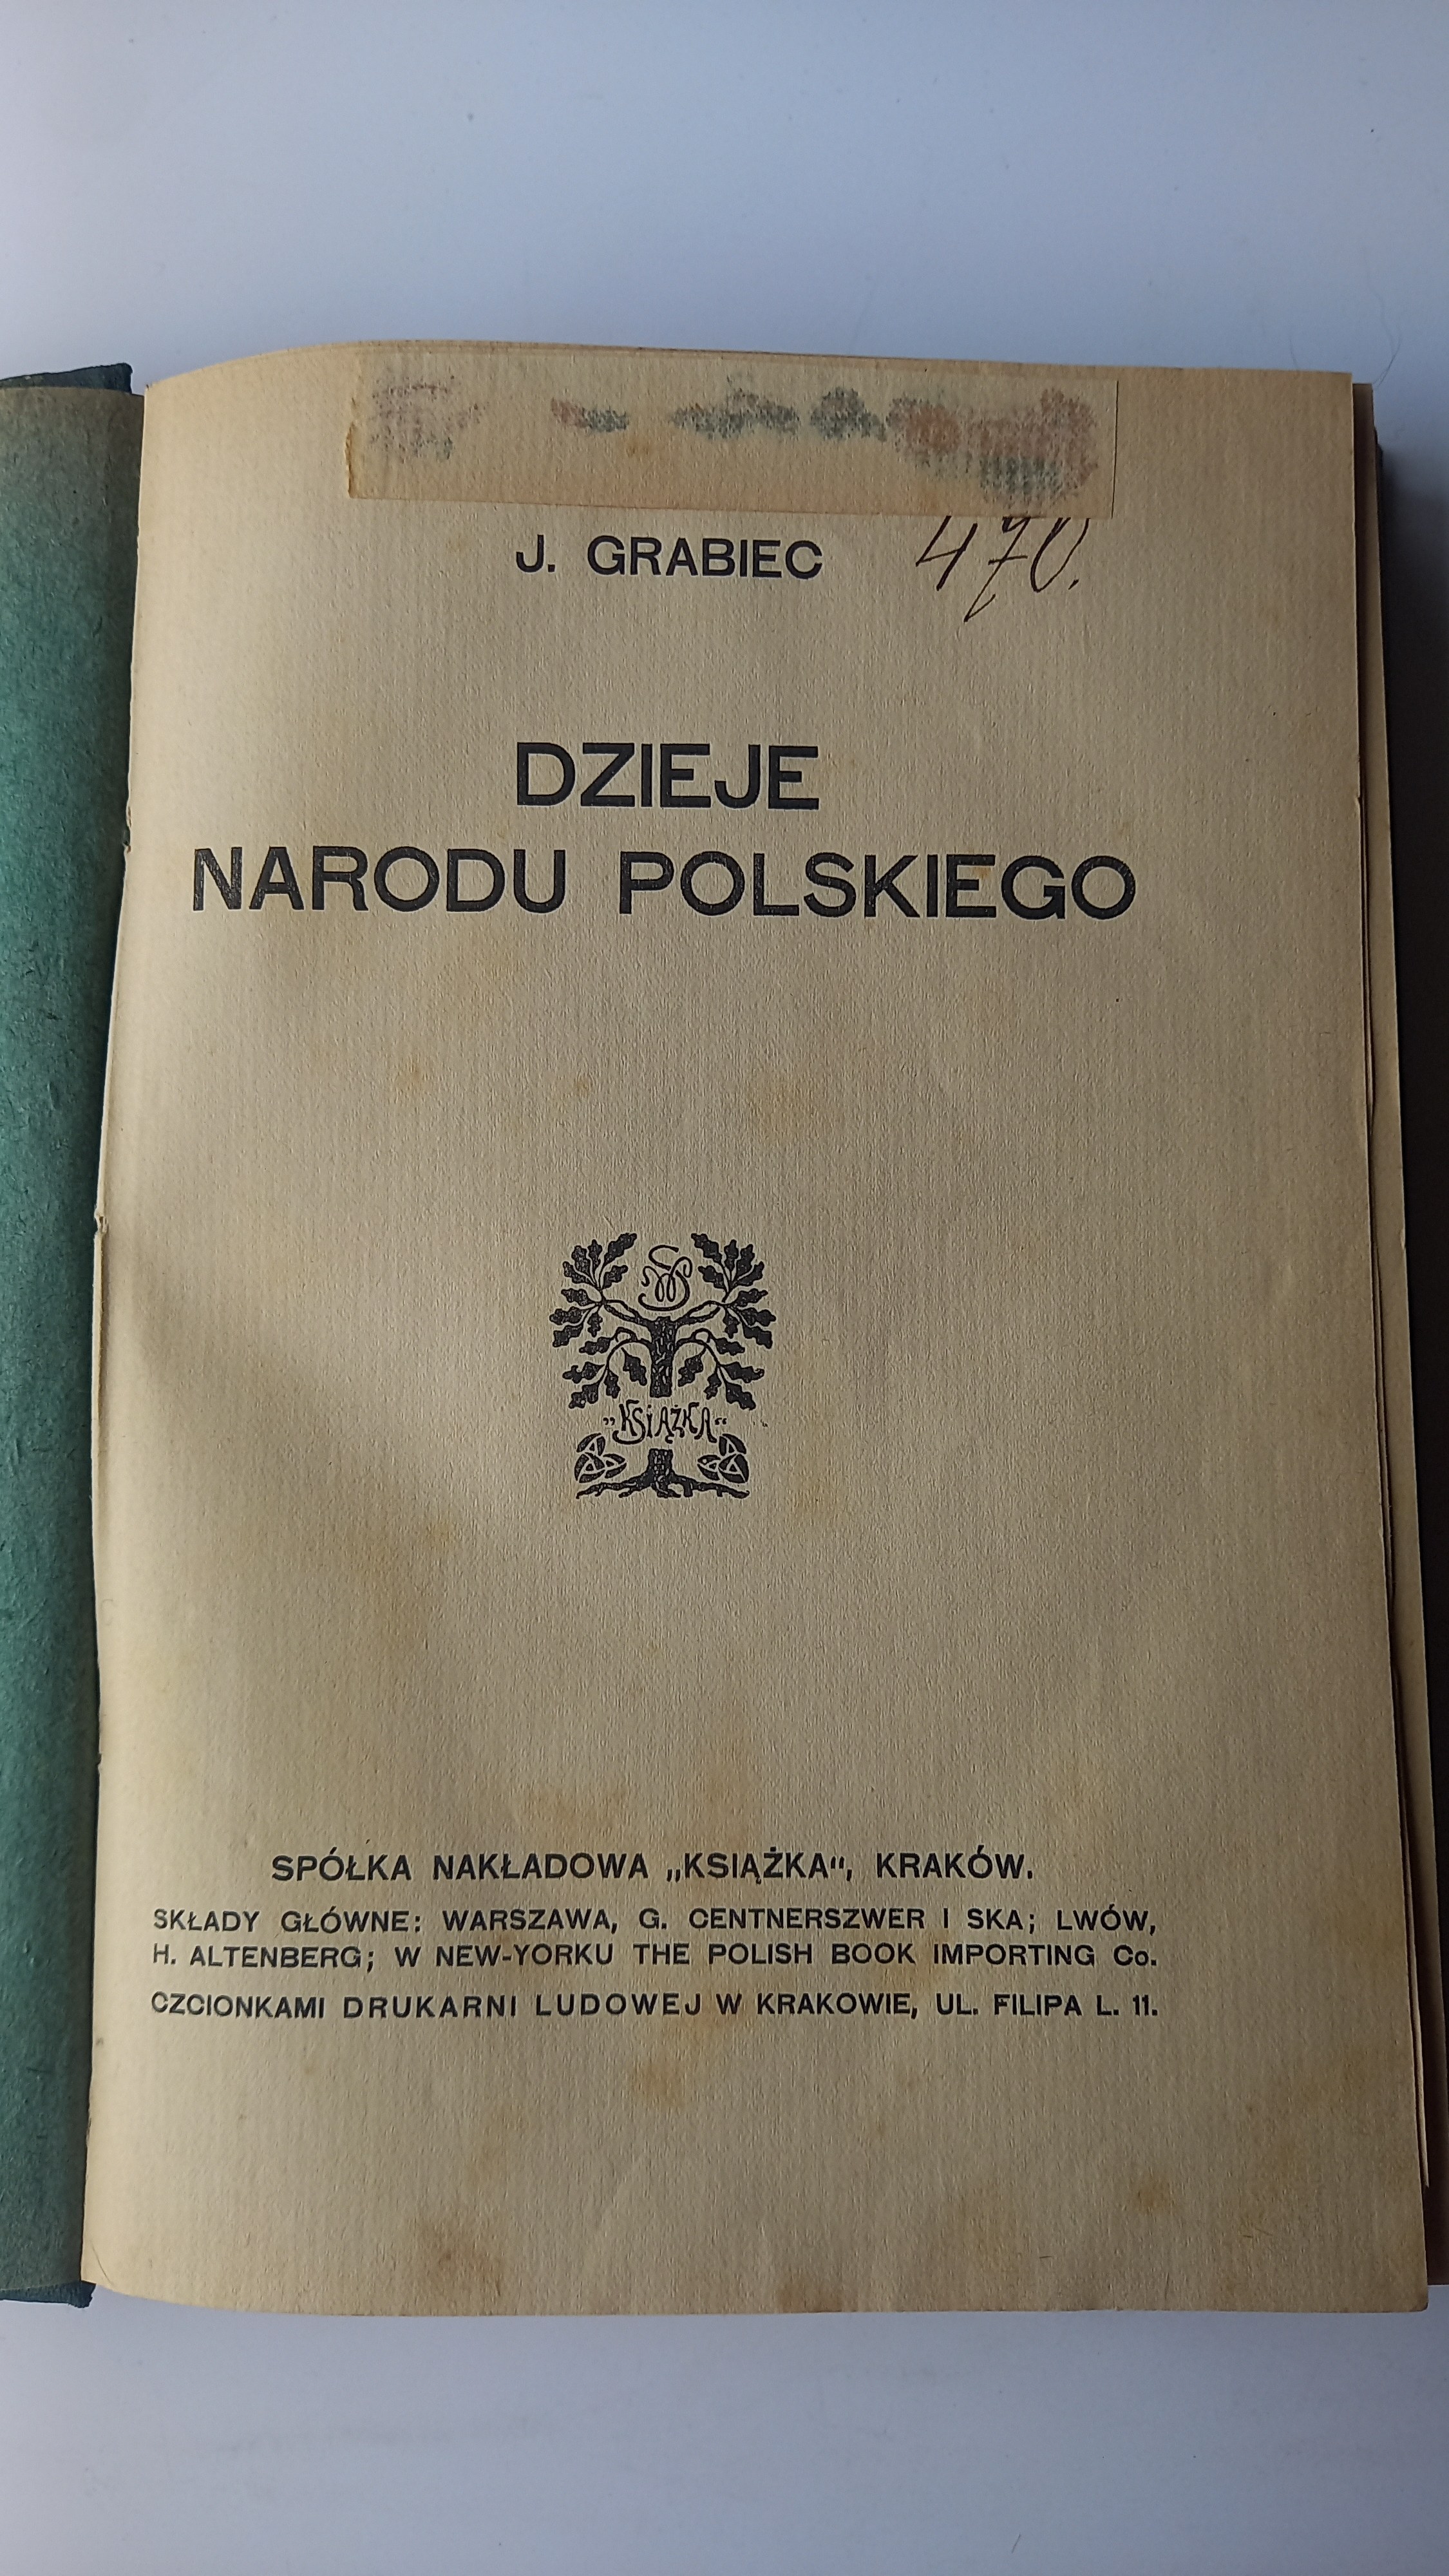 J. GRABIEC
470.
DZIEJE
NARODU POLSKIEGO
„KSIĄŻKA“
SPÓŁKA NAKŁADOWA „KSIĄŻKA“, KRAKÓW.
SKŁADY GŁÓWNE: WARSZAWA, G. CENTNERSZWER I SKA; LWÓW,
H. ALTENBERG; W NEW-YORKU THE POLISH BOOK IMPORTING Co.
CZCIONKAMI DRUKARNI LUDOWEJ W KRAKOWIE, UL. FILIPA L. 11.